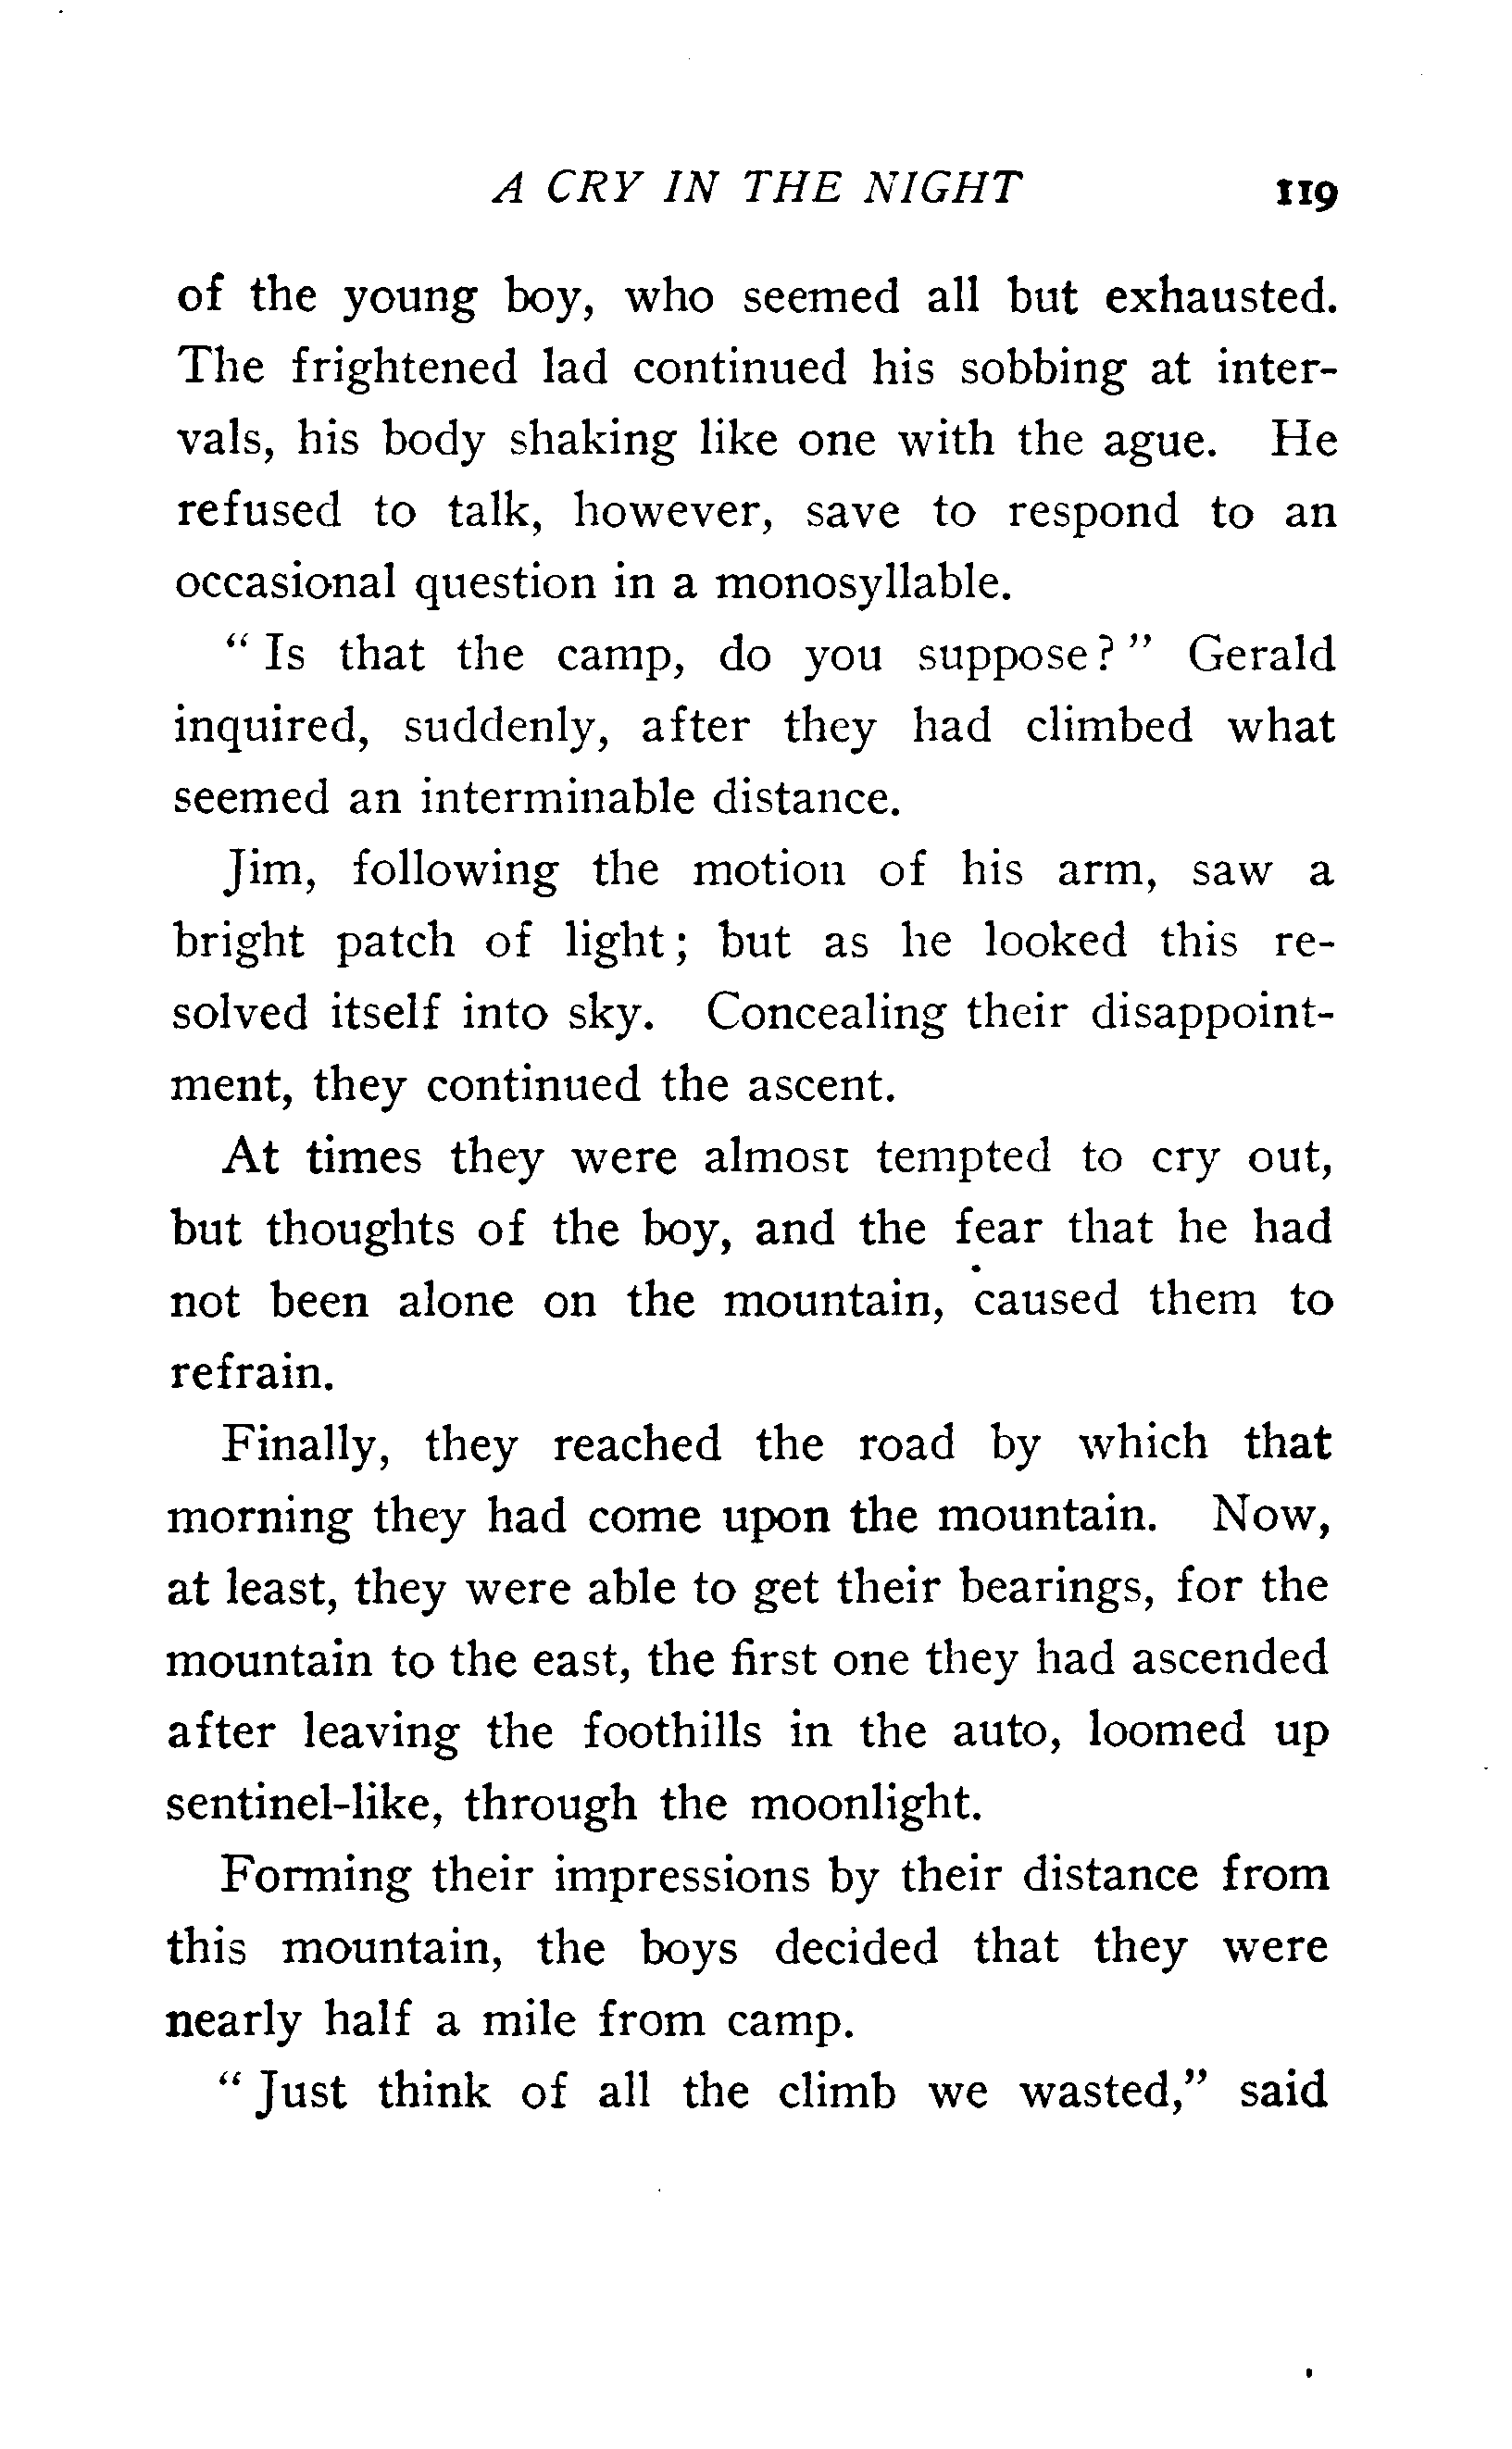 A CRY IN THE NIGHT 119
of the young boy, who seemed all but exhausted.
The frightened lad continued his sobbing at inter-
vals, his body shaking like one with the ague. He
refused to talk, however, save to respond to an
occasional question in a monosyllable.
" Is that the camp, do you suppose? " Gerald
inquired, suddenly, after they had climbed what
seemed an interminable distance.
Jim, following the motion of his arm, saw a
bright patch of light; but as he looked this re-
solved itself into sky. Concealing their disappoint-
ment, they continued the ascent.
At times they were almost tempted to cry out,
but thoughts of the boy, and the fear that he had
not been alone on the mountain, caused them to
refrain.
Finally, they reached the road by which that
morning they had come upon the mountain. Now,
at least, they were able to get their bearings, for the
mountain to the east, the first one they had ascended
after leaving the foothills in the auto, loomed up
sentinel-like, through the moonlight.
Forming their impressions by their distance from
this mountain, the boys decided that they were
nearly half a mile from camp.
" Just think of all the climb we wasted," said